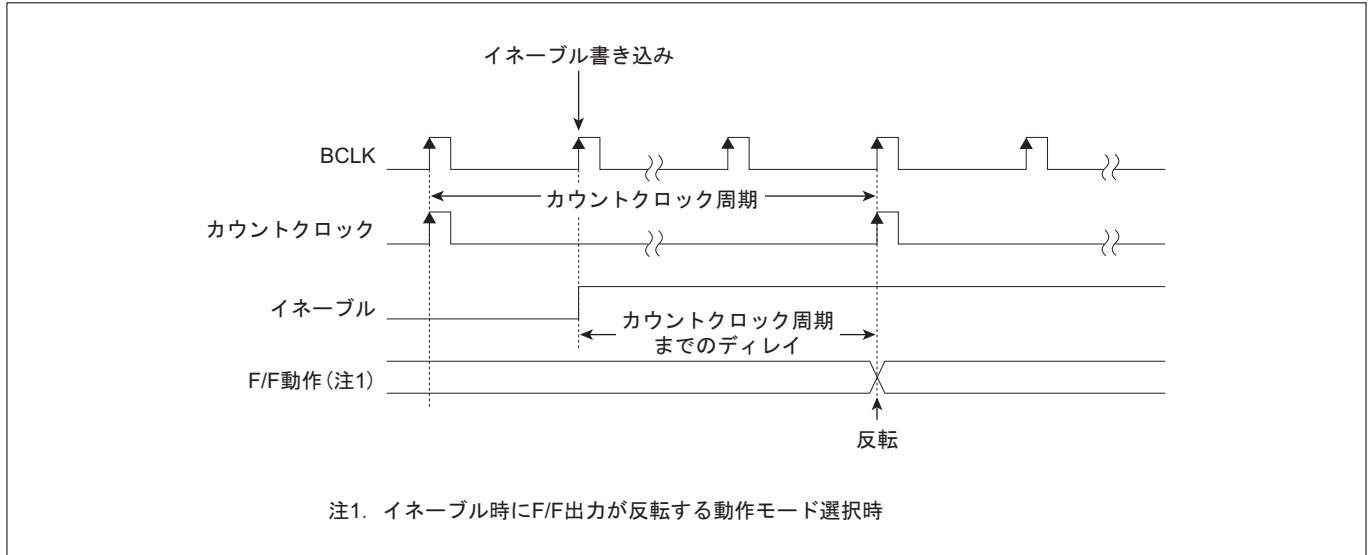 イネーブル書き込み
BCLK
カウントクロック周期
カウントクロック
イネーブル
カウントクロック周期
までのディレイ
F/F動作（注1）
反転
注1. イネーブル時にF/F出力が反転する動作モード選択時